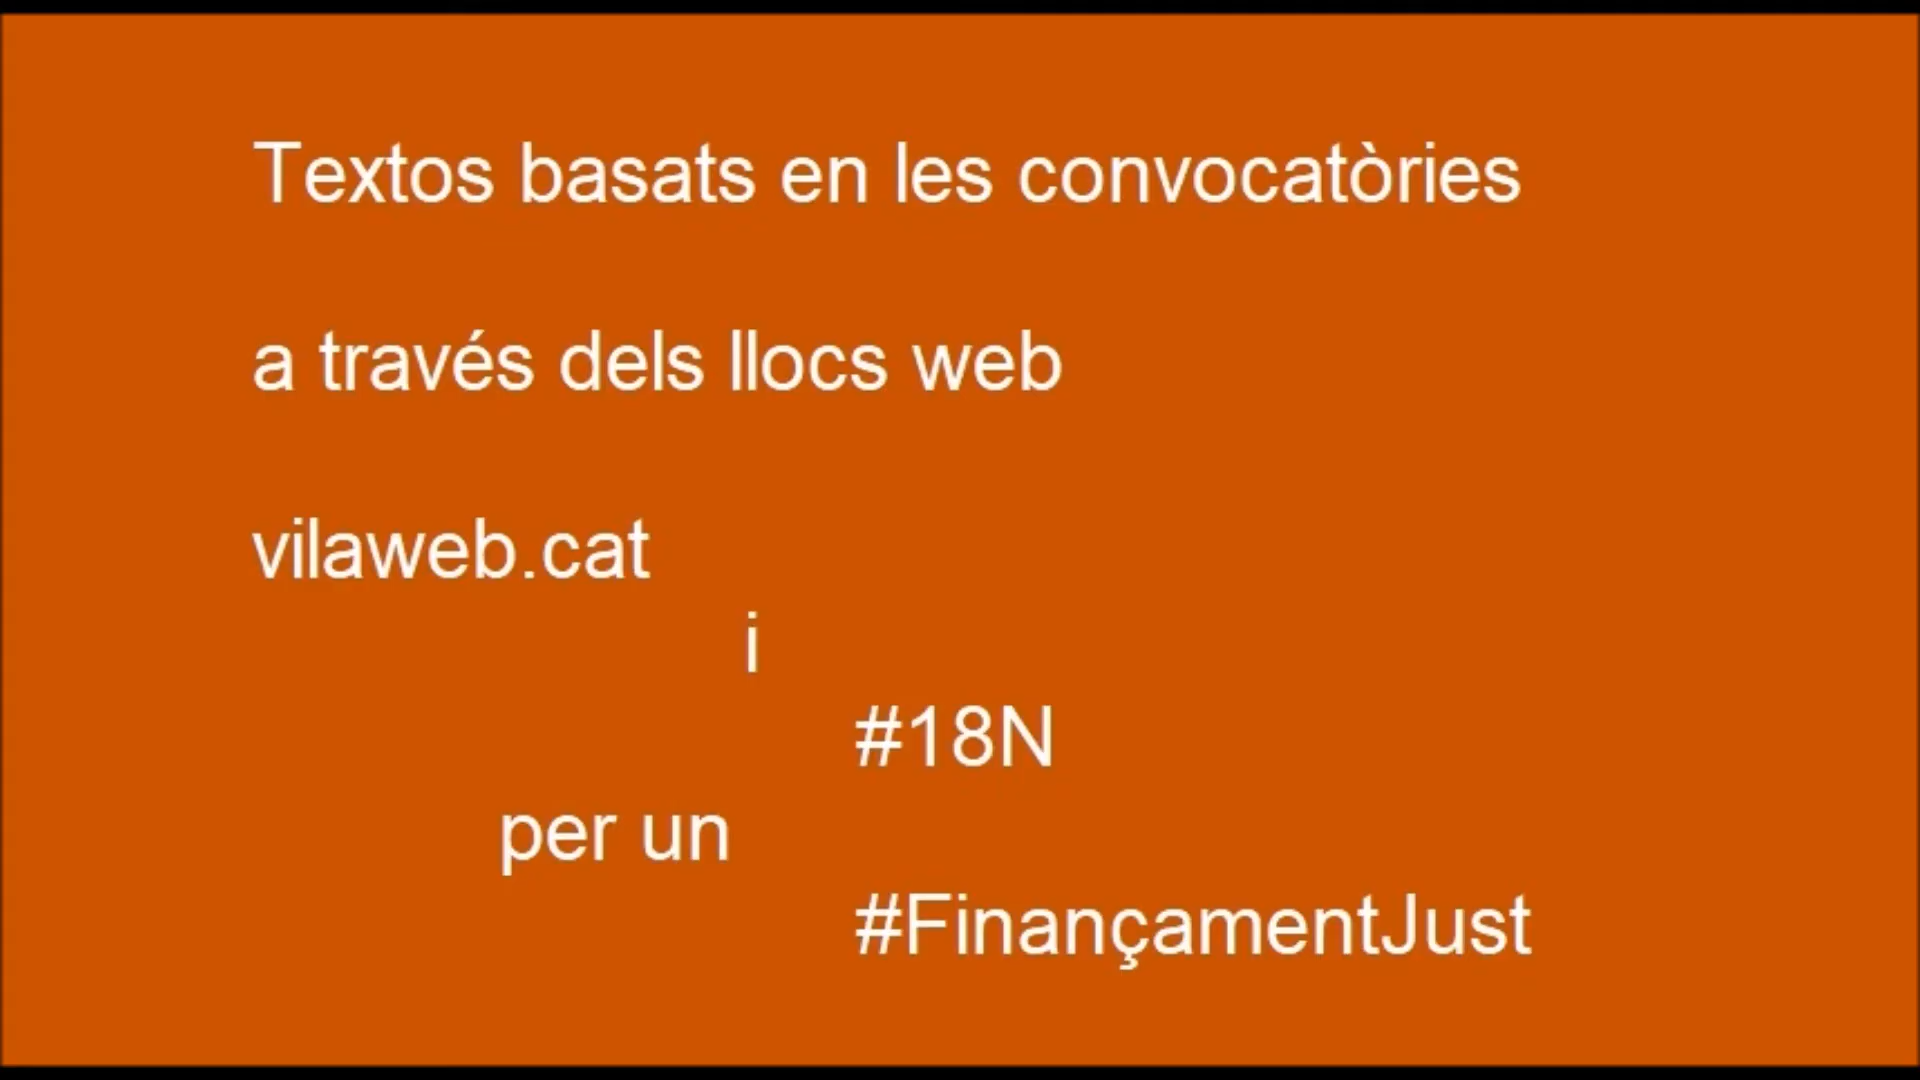 Textos basats en les convocatòries
a través dels llocs web
vilaweb.cat
i
#18N
per un
#FinançamentJust